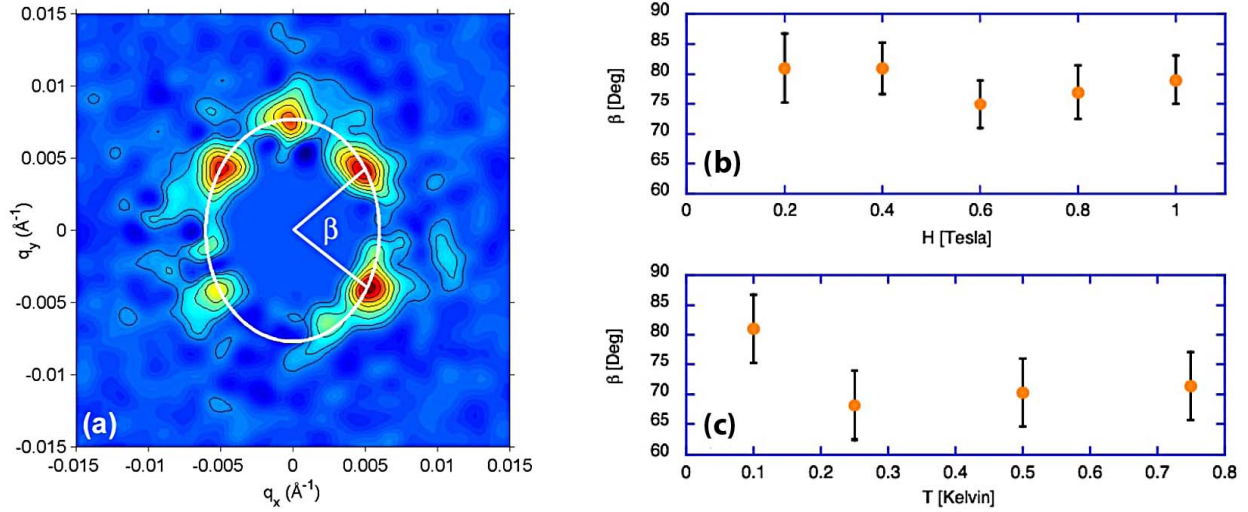 0.015
0.01
0.005
0
-0.005
-0.01
-0.015
q_y (Å⁻¹)
β
(a)
-0.015 -0.01 -0.005 0 0.005 0.01 0.015
q_x (Å⁻¹)
90
85
80
75
70
65
60
β [Deg]
(b)
0 0.2 0.4 0.6 0.8 1
H [Tesla]
90
85
80
75
70
65
60
β [Deg]
(c)
0 0.1 0.2 0.3 0.4 0.5 0.6 0.7 0.8
T [Kelvin]